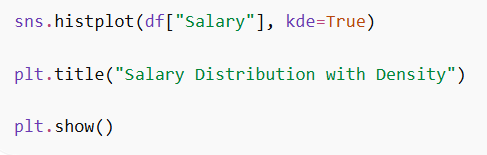 sns.histplot(df["Salary"], kde=True)
plt.title("Salary Distribution with Density")
plt.show()